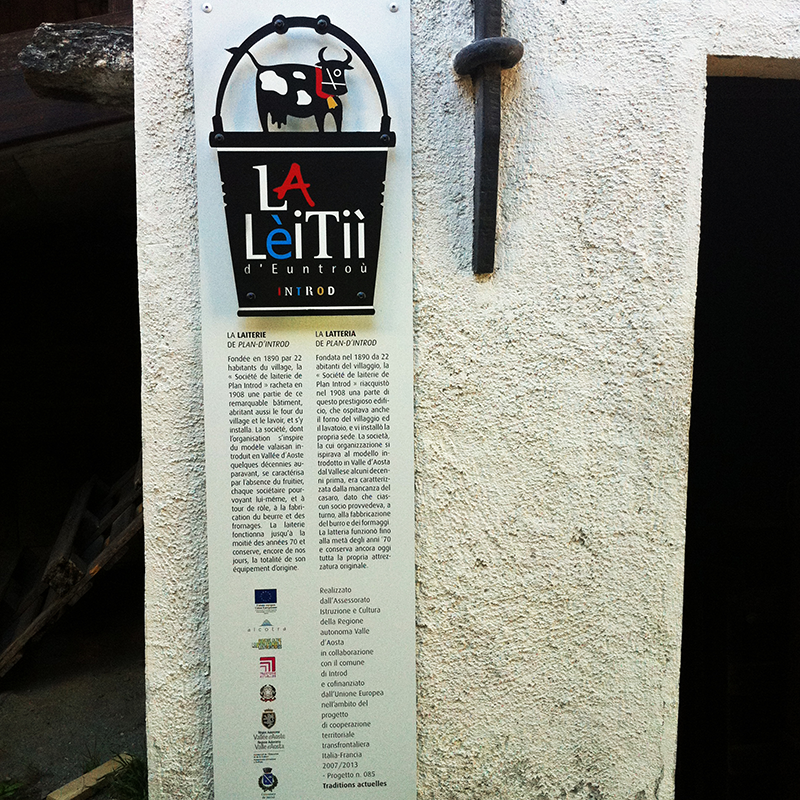 LA
LèiTiì
d'Euntroù
INTROD
LA LAITERIE
DE PLAN-D'INTROD
Fondée en 1890 par 22
habitants du village, la
« Société de laiterie de
Plan Introd » racheta en
1908 une partie de ce
remarquable bâtiment,
abritant aussi le four du
village et le lavoir, et s'y
installa. La société, dont
l'organisation s'inspire
du modèle valaisan in-
troduit en Vallée d'Aoste
quelques décennies au-
paravant, se caractérisa
par l'absence du fruitier,
chaque sociétaire pour-
voyant lui-même, et à
tour de rôle, à la fabri-
cation du beurre et des
fromages. La laiterie
fonctionna jusqu'à la
moitié des années 70 et
conserve, encore de nos
jours, la totalité de son
équipement d'origine.
LA LATTERIA
DE PLAN-D'INTROD
Fondata nel 1890 da 22
abitanti del villaggio, la
« Société de laiterie de
Plan Introd » riacquistò
nel 1908 una parte di
questo prestigioso edifi-
cio, che ospitava anche
il forno del villaggio ed
il lavatoio, e vi installò la
propria sede. La società,
la cui organizzazione si
ispirava al modello in-
trodotto in Valle d'Aosta
dal Vallese alcuni decen-
ni prima, era caratteriz-
zata dalla mancanza del
casaro, dato che cias-
cun socio provvedeva, a
turno, alla fabbricazione
del burro e dei formaggi.
La latteria funzionò fino
alla metà degli anni '70
e conserva ancora oggi
tutta la propria attrez-
zatura originale.
alcotra
Realizzato
dall'Assessorato
Istruzione e Cultura
della Regione
autonoma Valle
d'Aosta
in collaborazione
con il comune
di Introd
e cofinanziato
dall'Unione Europea
nell'ambito del
progetto
di cooperazione
territoriale
transfrontaliera
Italia-Francia
2007/2013
- Progetto n. 085
Traditions actuelles